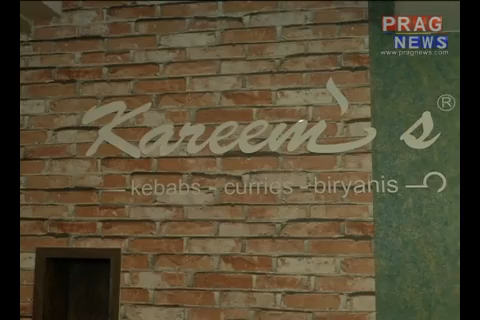 PRAG
NEWS
www.pragnews.com
Kareem's®
kebabs - curries - biryanis